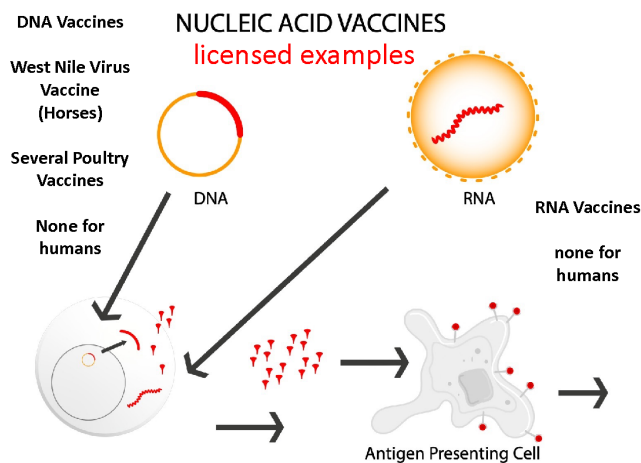 DNA Vaccines
NUCLEIC ACID VACCINES
licensed examples
West Nile Virus
Vaccine
(Horses)
Several Poultry
Vaccines
None for
humans
DNA
RNA
RNA Vaccines
none for
humans
Antigen Presenting Cell